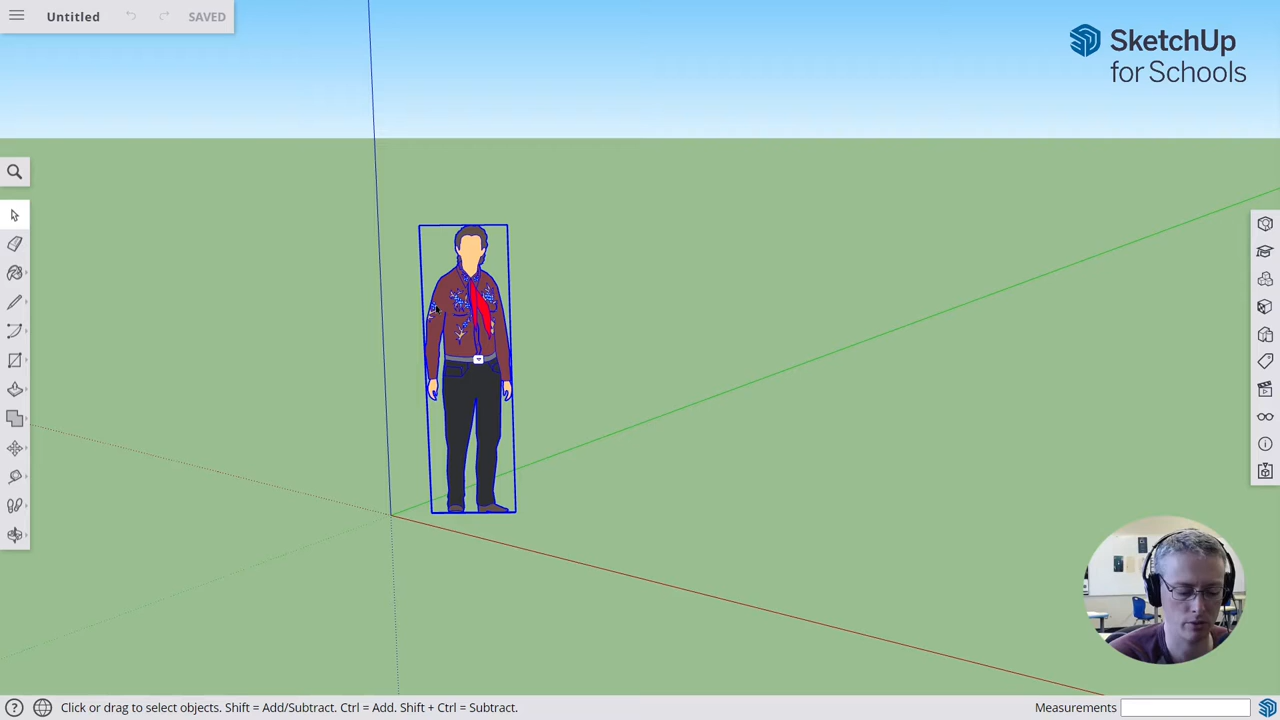 Untitled
SAVED
SketchUp
for Schools
Click or drag to select objects. Shift = Add/Subtract. Ctrl = Add. Shift + Ctrl = Subtract.
Measurements